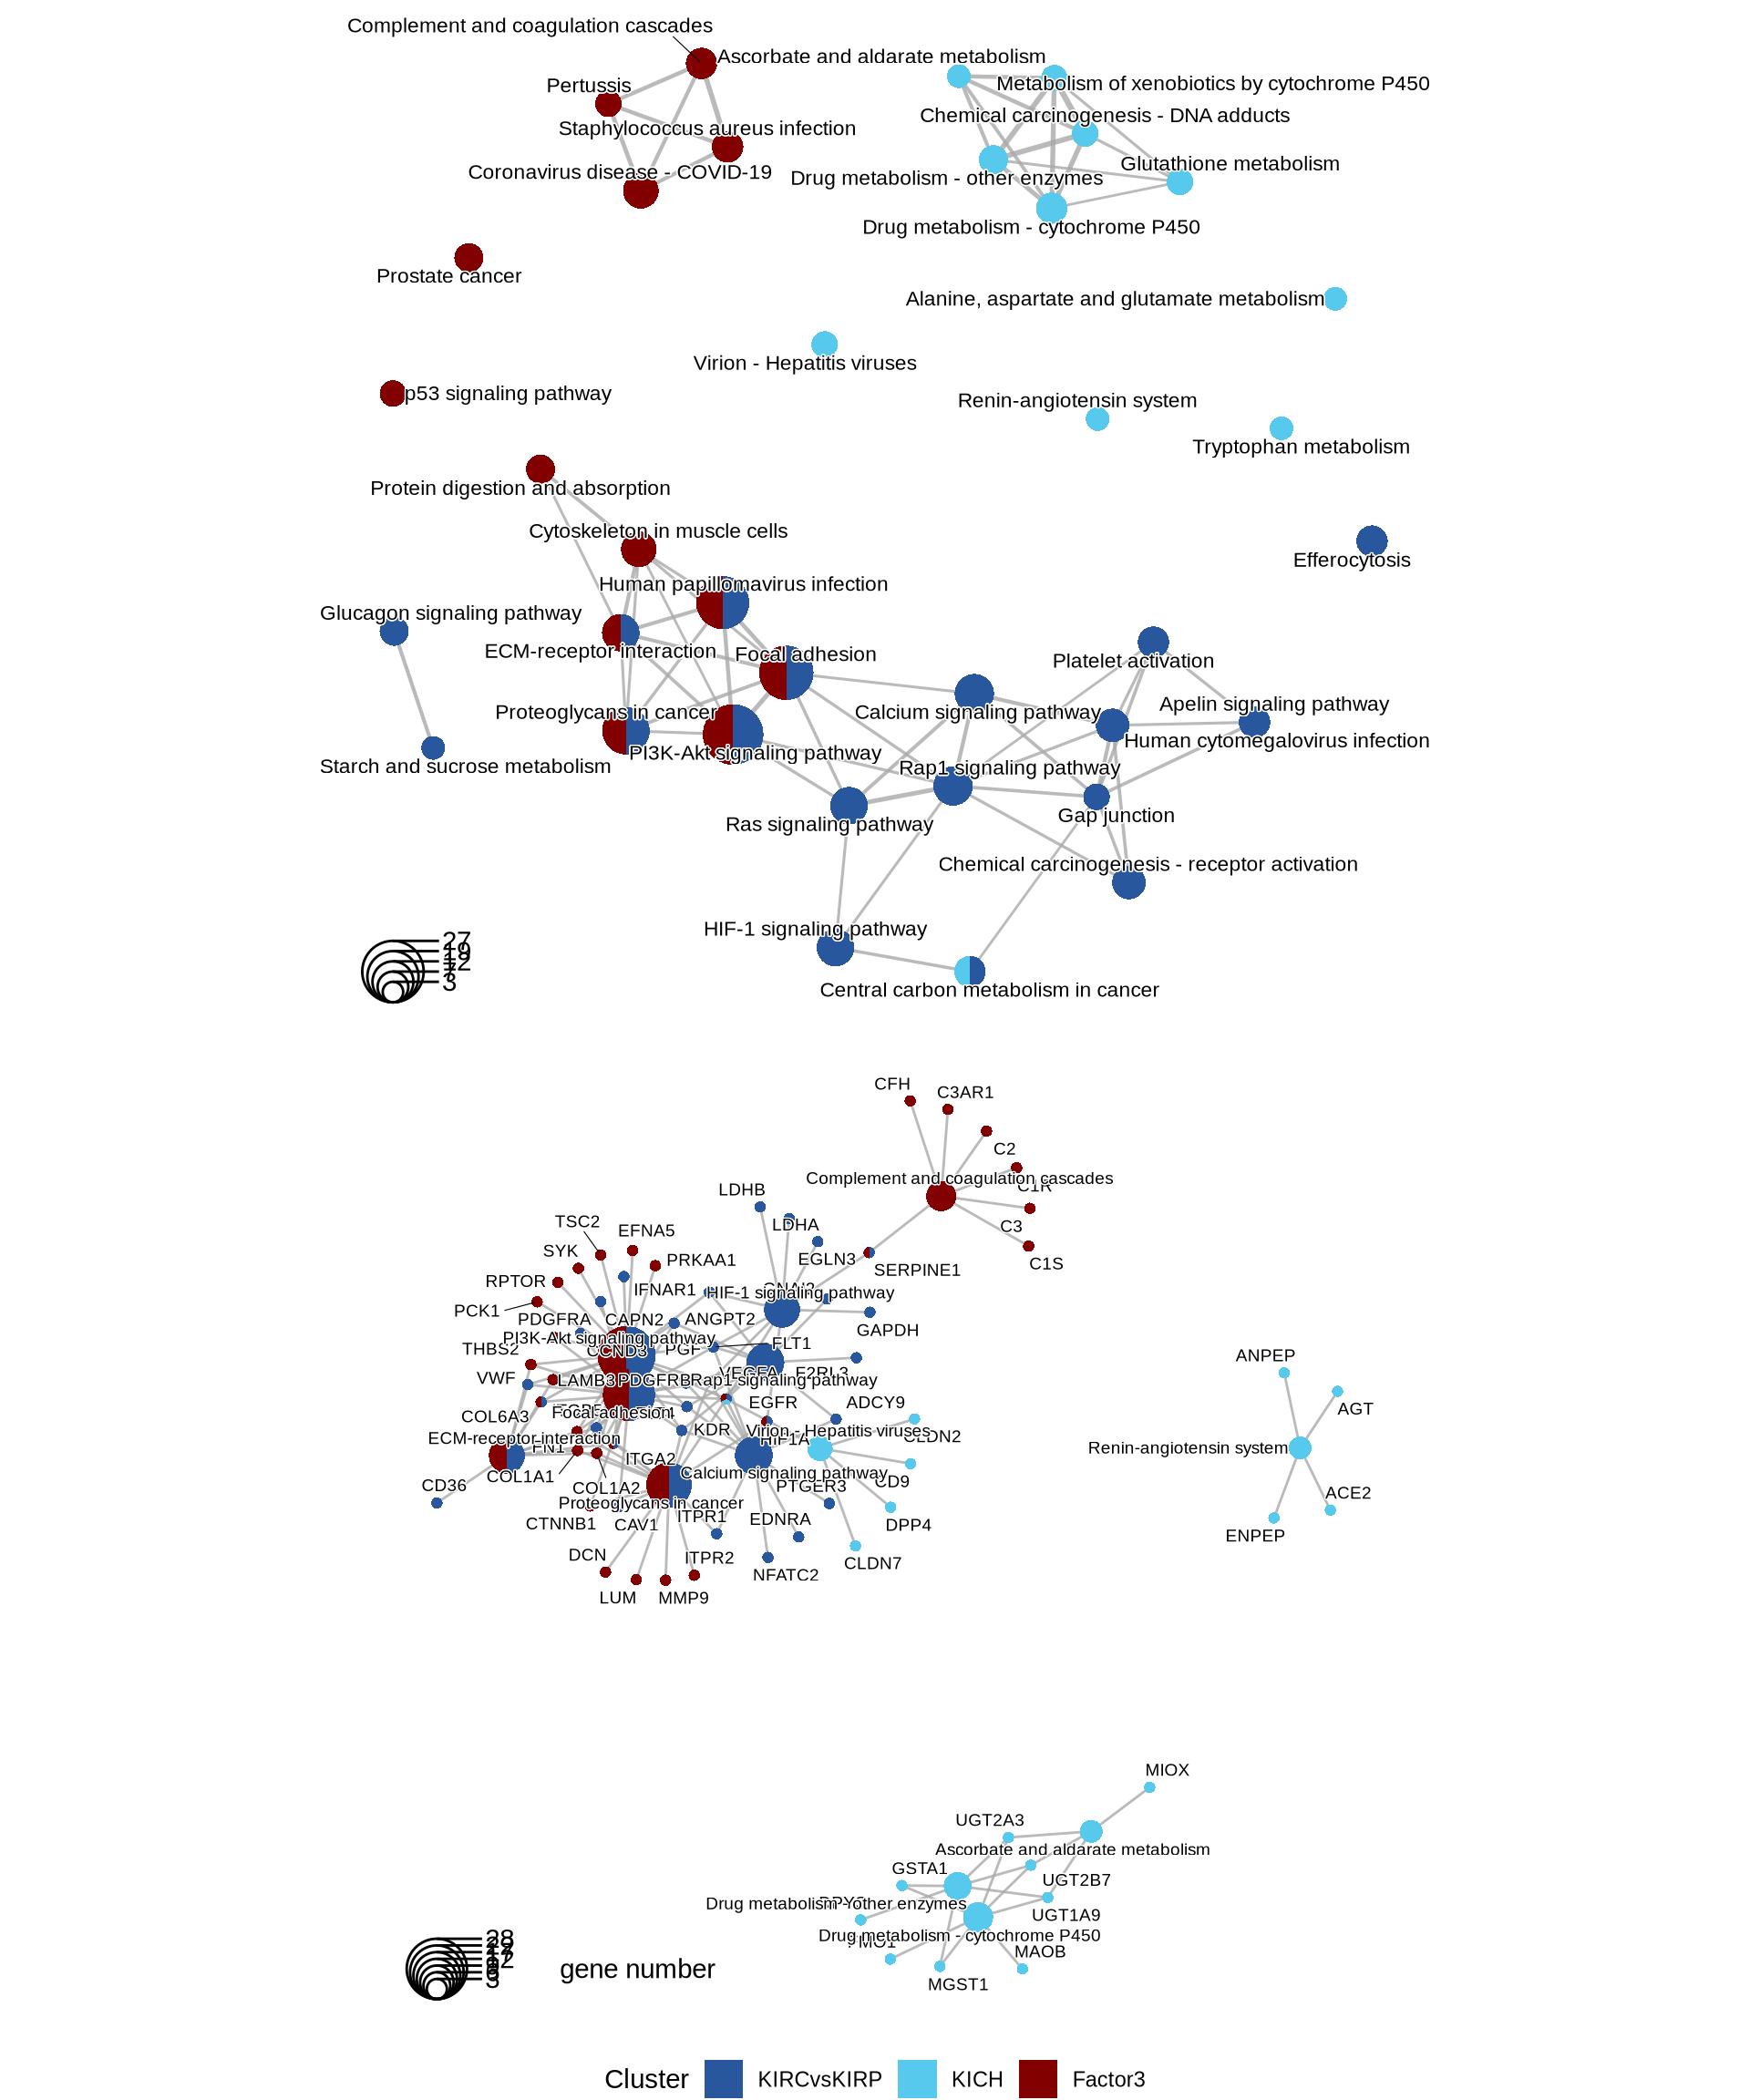 Complement and coagulation cascades
Ascorbate and aldarate metabolism
Pertussis
Metabolism of xenobiotics by cytochrome P450
Chemical carcinogenesis - DNA adducts
Staphylococcus aureus infection
Glutathione metabolism
Coronavirus disease - COVID-19
Drug metabolism - other enzymes
Drug metabolism - cytochrome P450
Prostate cancer
Alanine, aspartate and glutamate metabolism
Virion - Hepatitis viruses
p53 signaling pathway
Renin-angiotensin system
Tryptophan metabolism
Protein digestion and absorption
Cytoskeleton in muscle cells
Efferocytosis
Human papillomavirus infection
Glucagon signaling pathway
ECM-receptor interaction
Focal adhesion
Platelet activation
Apelin signaling pathway
Proteoglycans in cancer
Calcium signaling pathway
Human cytomegalovirus infection
PI3K-Akt signaling pathway
Starch and sucrose metabolism
Rap1 signaling pathway
Gap junction
Ras signaling pathway
Chemical carcinogenesis - receptor activation
HIF-1 signaling pathway
Central carbon metabolism in cancer
27
19
12
7
3
CFH
C3AR1
C2
Complement and coagulation cascades
C1R
LDHB
LDHA
TSC2
EFNA5
C3
SYK
PRKAA1
EGLN3
SERPINE1
C1S
RPTOR
IFNAR1
HIF-1 signaling pathway
PCK1
PDGFRA
CAPN2
ANGPT2
GAPDH
PI3K-Akt signaling pathway
THBS2
CCND3
PGF
FLT1
ANPEP
VWF
LAMB3
PDGFRB
VEGFA
F2RL3
Rap1 signaling pathway
EGFR
ADCY9
AGT
COL6A3
Focal adhesion
KDR
Virion - Hepatitis viruses
CLDN2
ECM-receptor interaction
FN1
HIF1A
Renin-angiotensin system
ITGA2
COL1A1
Calcium signaling pathway
CD36
COL1A2
PTGER3
CD9
ACE2
Proteoglycans in cancer
CTNNB1
CAV1
ITPR1
EDNRA
DPP4
ENPEP
DCN
ITPR2
NFATC2
CLDN7
LUM
MMP9
MIOX
UGT2A3
Ascorbate and aldarate metabolism
GSTA1
UGT2B7
Drug metabolism - other enzymes
UGT1A9
Drug metabolism - cytochrome P450
MAOB
MGST1
28
12
3
gene number
Cluster
KIRCvsKIRP
KICH
Factor3